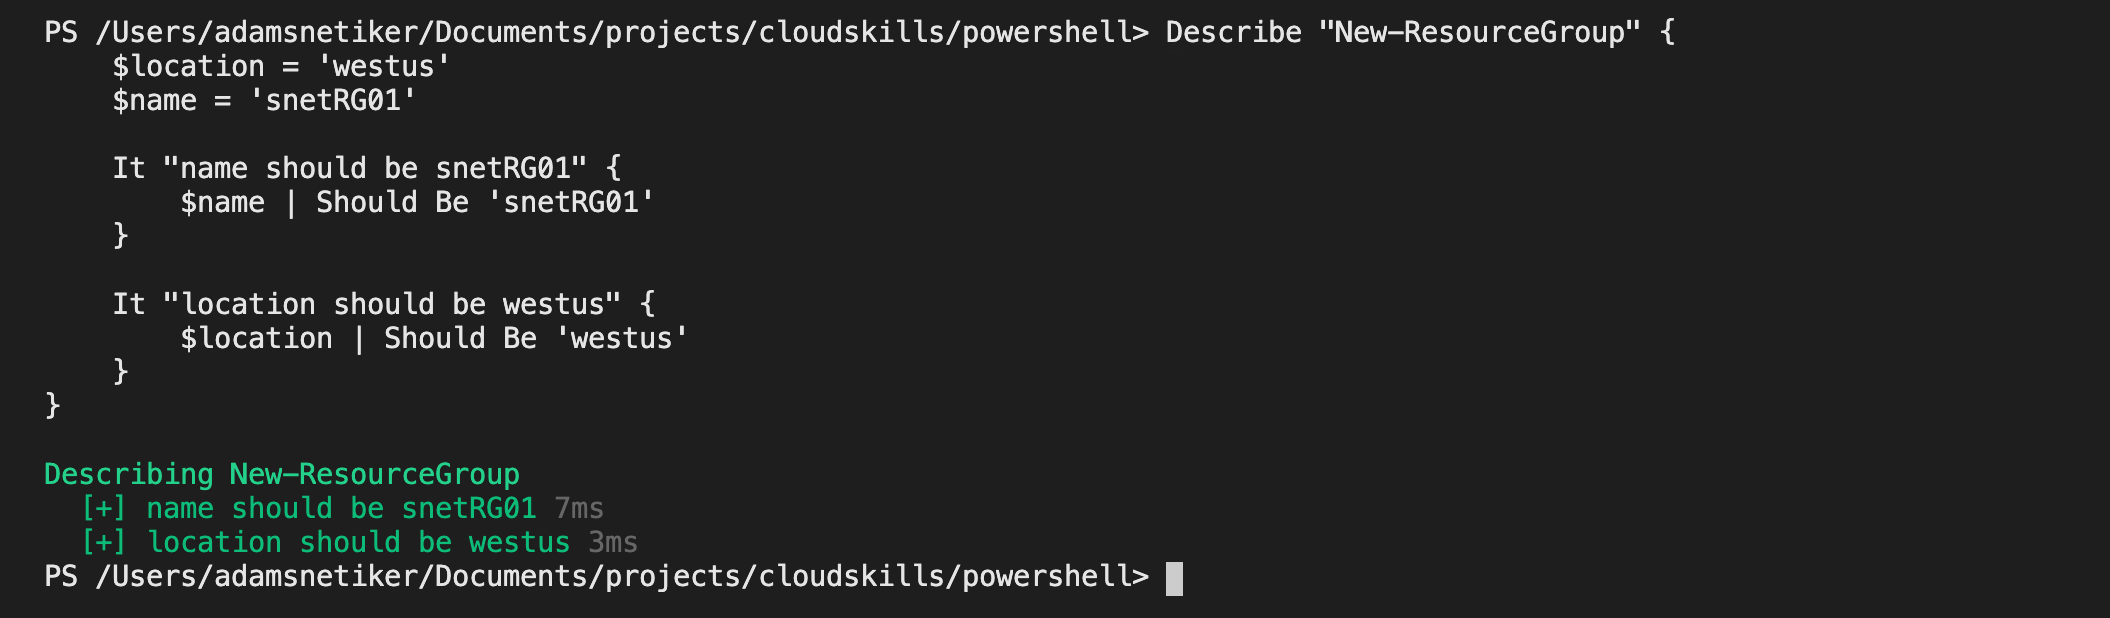 PS /Users/adamsnetiker/Documents/projects/cloudskills/powershell> Describe "New-ResourceGroup" {
    $location = 'westus'
    $name = 'snetRG01'

    It "name should be snetRG01" {
        $name | Should Be 'snetRG01'
    }

    It "location should be westus" {
        $location | Should Be 'westus'
    }
}

Describing New-ResourceGroup
  [+] name should be snetRG01 7ms
  [+] location should be westus 3ms
PS /Users/adamsnetiker/Documents/projects/cloudskills/powershell>